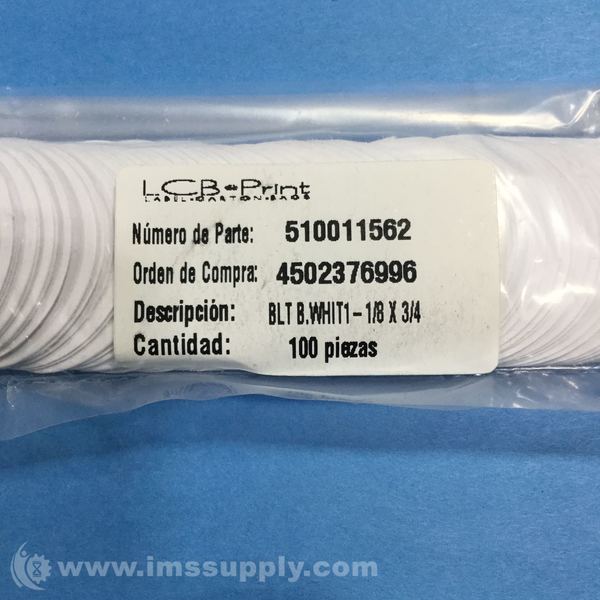 LCB-Print
LABEL-CARTON-BAGS
Número de Parte: 510011562
Orden de Compra: 4502376996
Descripción: BLT B.WHIT1-1/8 X 3/4
Cantidad: 100 piezas
www.imssupply.com